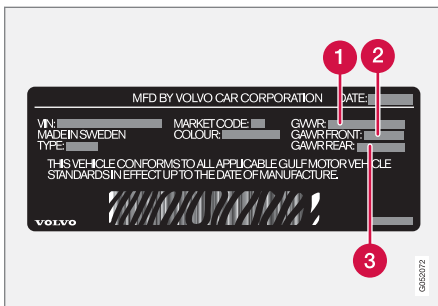 1
2
MFD BY VOLVO CAR CORPORATION DATE:
VIN: MARKET CODE: GVWR:
MADE IN SWEDEN COLOUR: GAWR FRONT:
TYPE: GAWR REAR:
THIS VEHICLE CONFORMS TO ALL APPLICABLE GULF MOTOR VEHICLE
STANDARDS IN EFFECT UP TO THE DATE OF MANUFACTURE.
VOLVO
3
G052072